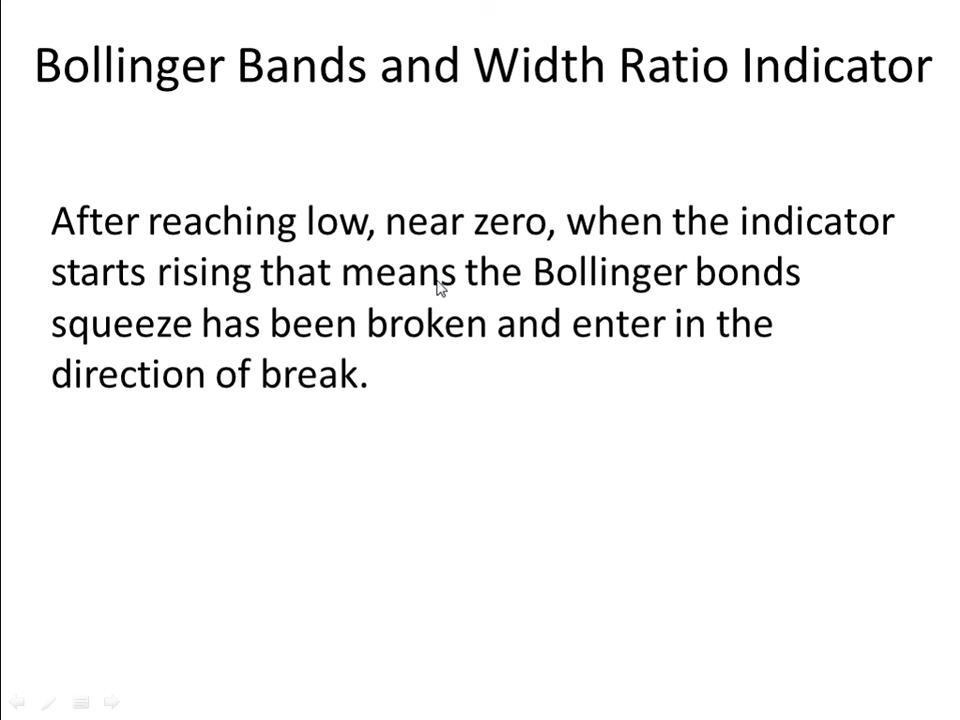 Bollinger Bands and Width Ratio Indicator
After reaching low, near zero, when the indicator
starts rising that means the Bollinger bonds
squeeze has been broken and enter in the
direction of break.